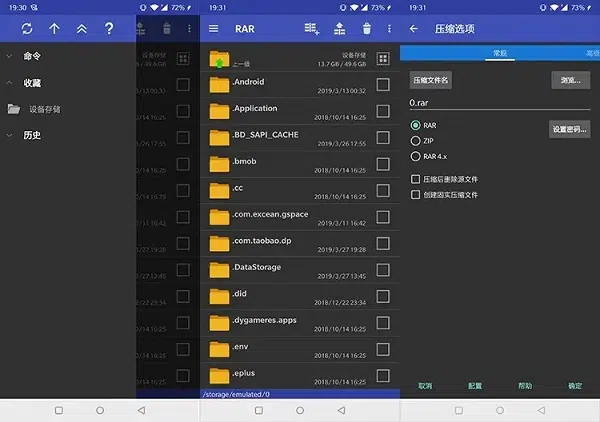 19:30
72%
命令
收藏
设备存储
历史
19:31
73%
RAR
设备存储
上一级
13.7 GB / 49.6 GB
.Android
2019/3/13 00:32
.Application
2018/10/14 16:25
.BD_SAPI_CACHE
2019/3/26 17:55
.bmob
2018/10/14 16:25
.cc
2018/10/14 16:25
.com.excean.gspace
2019/3/11 16:42
.com.taobao.dp
2019/3/27 19:28
.DataStorage
2019/3/27 13:45
.did
2018/12/22 23:34
.dygameres.apps
2018/10/14 16:25
.env
2018/10/14 16:25
.eplus
2018/10/14 16:25
/storage/emulated/0
19:31
73%
压缩选项
常规
高级
压缩文件名
浏览...
0.rar
RAR
设置密码...
ZIP
RAR 4.x
压缩后删除源文件
创建固实压缩文件
取消
配置
帮助
确定